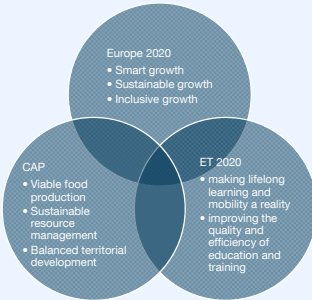 Europe 2020
• Smart growth
• Sustainable growth
• Inclusive growth
CAP
• Viable food
production
• Sustainable
resource
management
• Balanced territorial
development
ET 2020
• making lifelong
learning and
mobility a reality
• improving the
quality and
efficiency of
education and
training